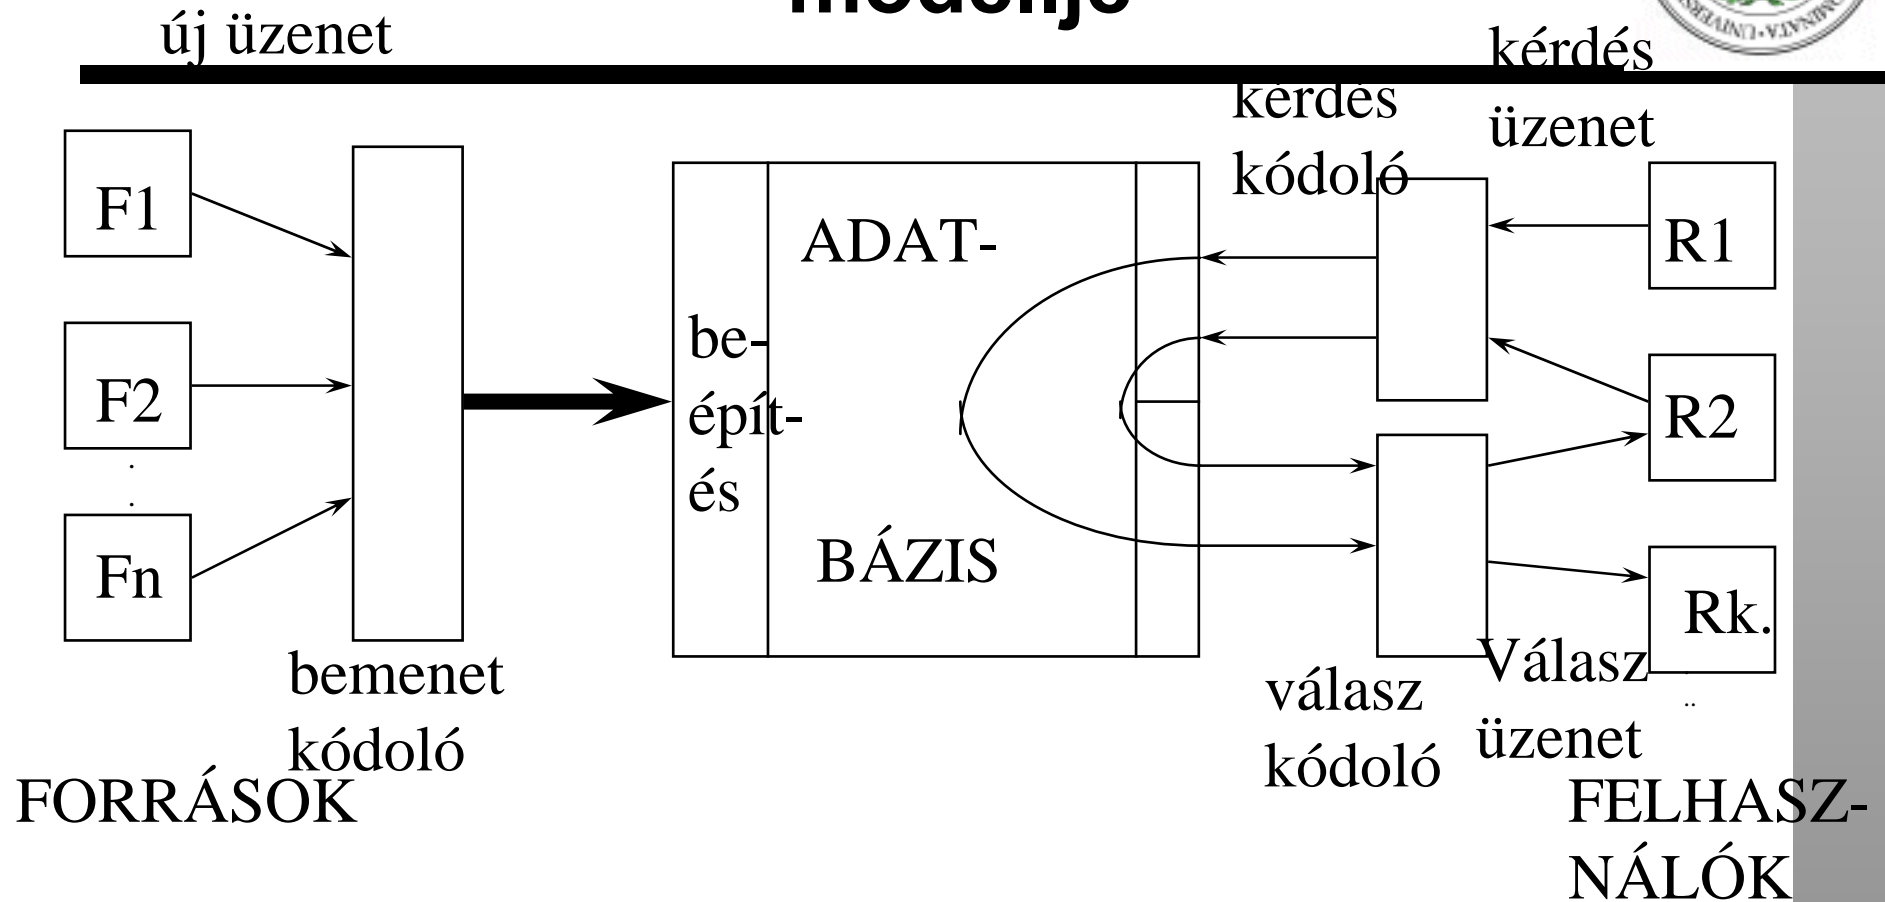 modellje
új üzenet
kérdés
üzenet
kérdés
kódoló
F1
F2
.
.
Fn
bemenet
kódoló
FORRÁSOK
be-
épít-
és
ADAT-
BÁZIS
R1
R2
Rk.
..
válasz
kódoló
Válasz
üzenet
FELHASZ-
NÁLÓK